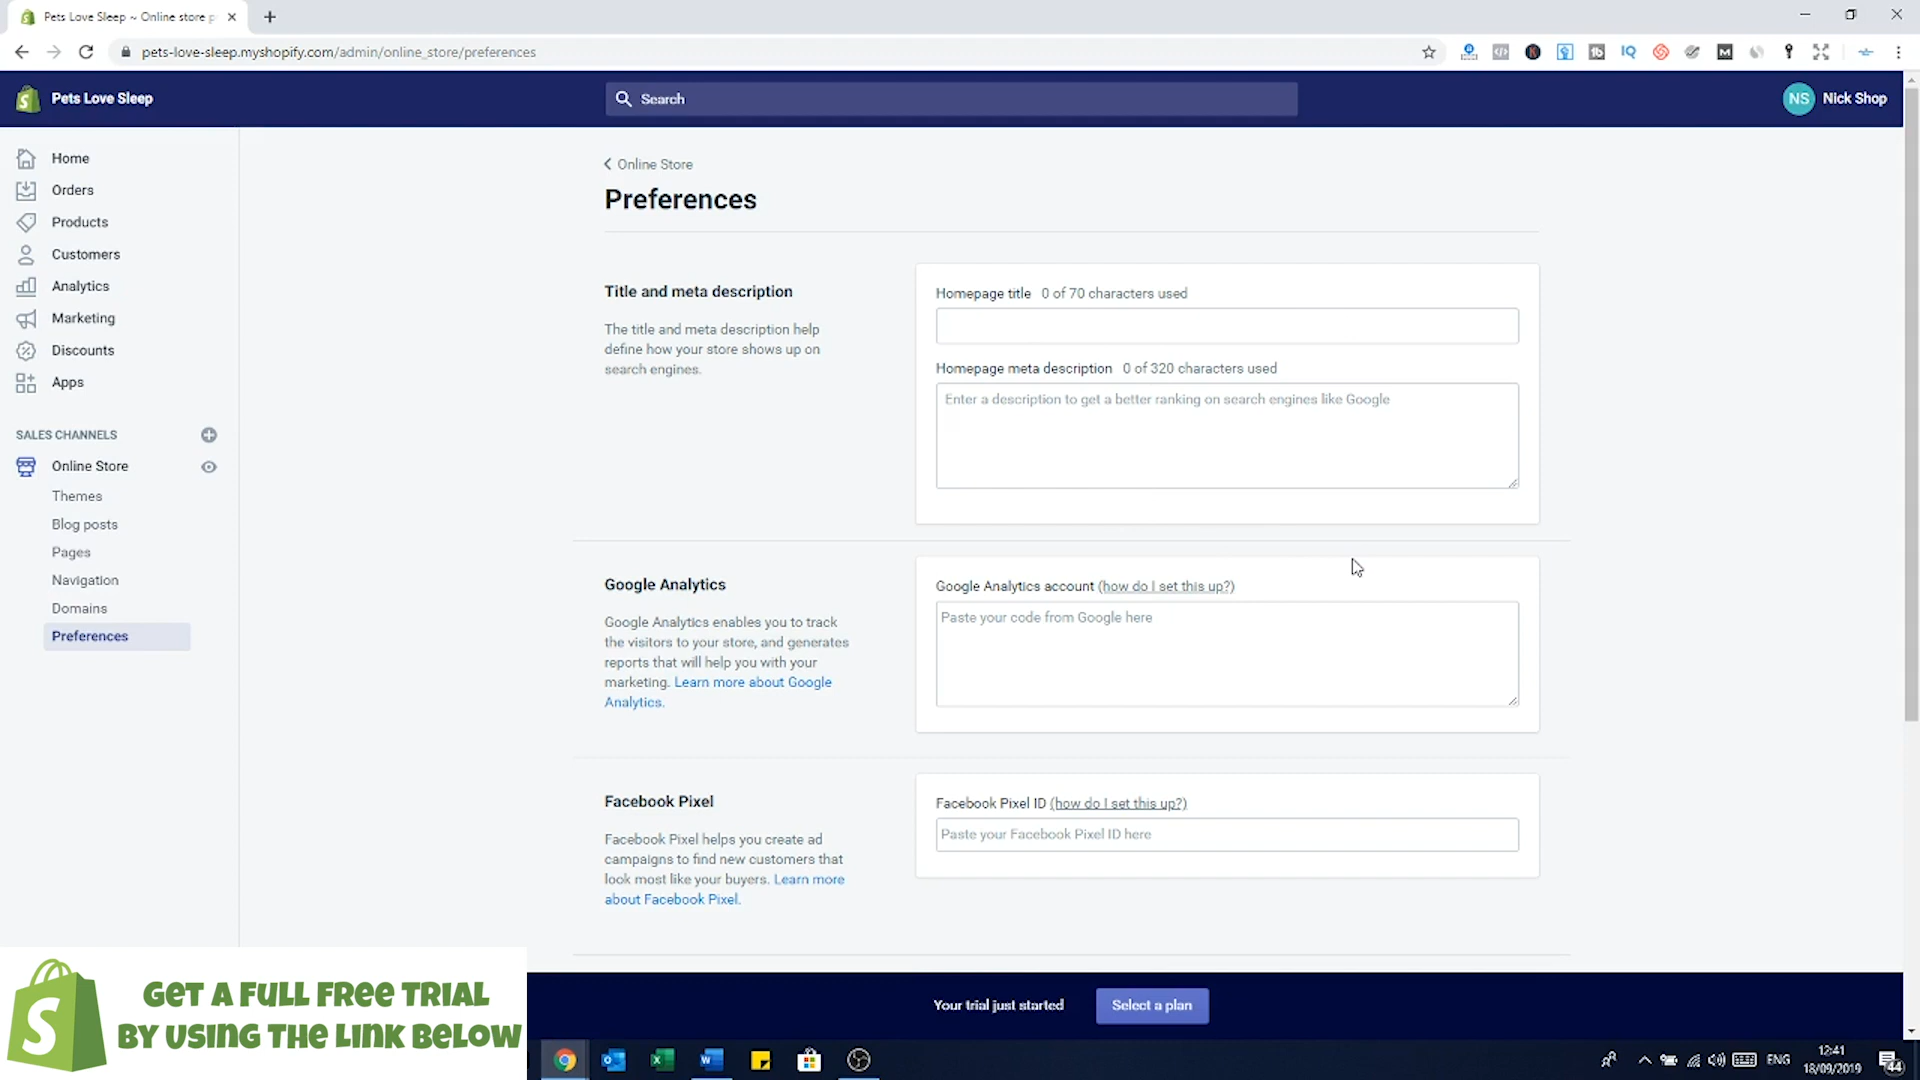 Pets Love Sleep ~ Online store p
pets-love-sleep.myshopify.com/admin/online_store/preferences
Pets Love Sleep
Search
NS Nick Shop
Home
Orders
Products
Customers
Analytics
Marketing
Discounts
Apps
SALES CHANNELS
Online Store
Themes
Blog posts
Pages
Navigation
Domains
Preferences
Online Store
Preferences
Title and meta description
The title and meta description help
define how your store shows up on
search engines.
Homepage title 0 of 70 characters used
Homepage meta description 0 of 320 characters used
Enter a description to get a better ranking on search engines like Google
Google Analytics
Google Analytics enables you to track
the visitors to your store, and generates
reports that will help you with your
marketing. Learn more about Google
Analytics.
Google Analytics account (how do I set this up?)
Paste your code from Google here
Facebook Pixel
Facebook Pixel helps you create ad
campaigns to find new customers that
look most like your buyers. Learn more
about Facebook Pixel.
Facebook Pixel ID (how do I set this up?)
Paste your Facebook Pixel ID here
Your trial just started
Select a plan
GET A FULL FREE TRIAL
BY USING THE LINK BELOW
ENG
12:41
18/09/2019
44